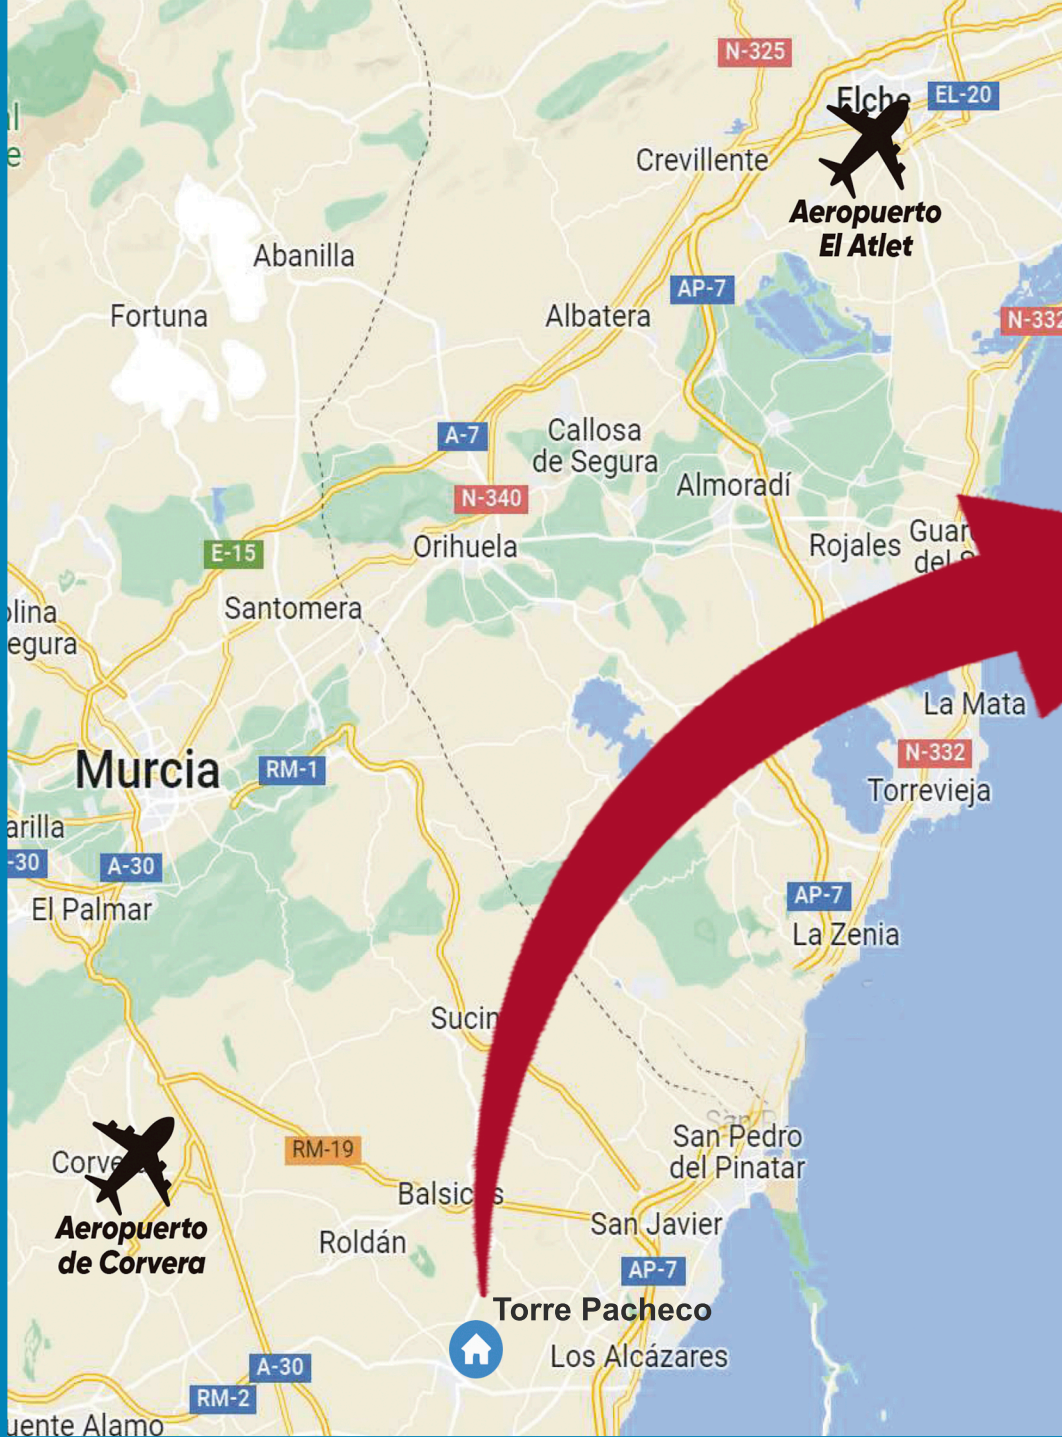 N-325
Elche
EL-20
Crevillente
Aeropuerto
El Atlet
Abanilla
AP-7
Fortuna
Albatera
N-332
A-7
Callosa
de Segura
N-340
Almoradí
E-15
Orihuela
Rojales
Santomera
La Mata
Murcia
RM-1
N-332
Torrevieja
A-30
AP-7
El Palmar
La Zenia
RM-19
San Pedro
del Pinatar
Balsicas
San Javier
Roldán
Aeropuerto
de Corvera
AP-7
Torre Pacheco
Los Alcázares
A-30
RM-2